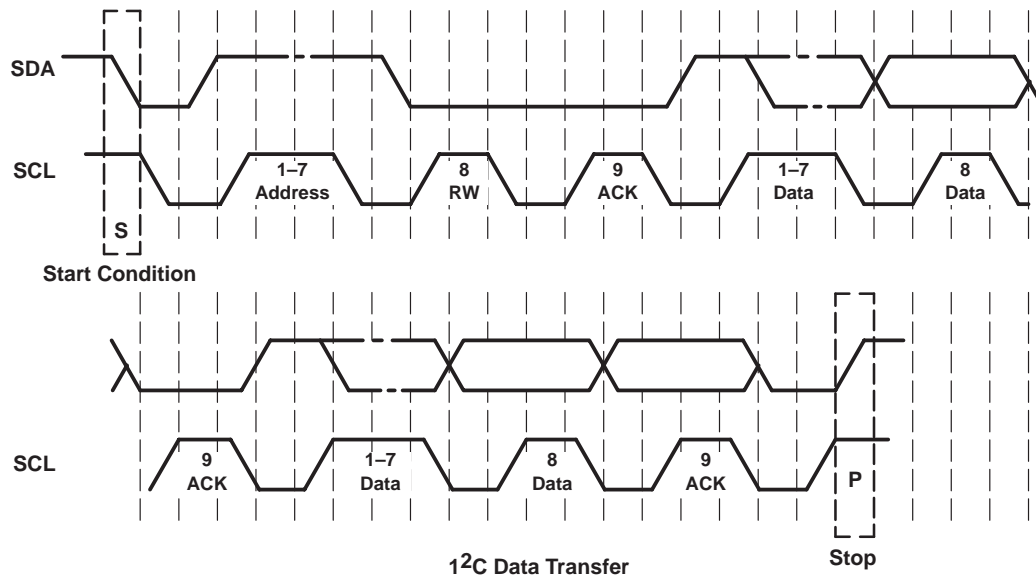 SDA
SCL
1–7
Address
8
RW
9
ACK
1–7
Data
8
Data
S
Start Condition
SCL
9
ACK
1–7
Data
8
Data
9
ACK
P
Stop
1²C Data Transfer